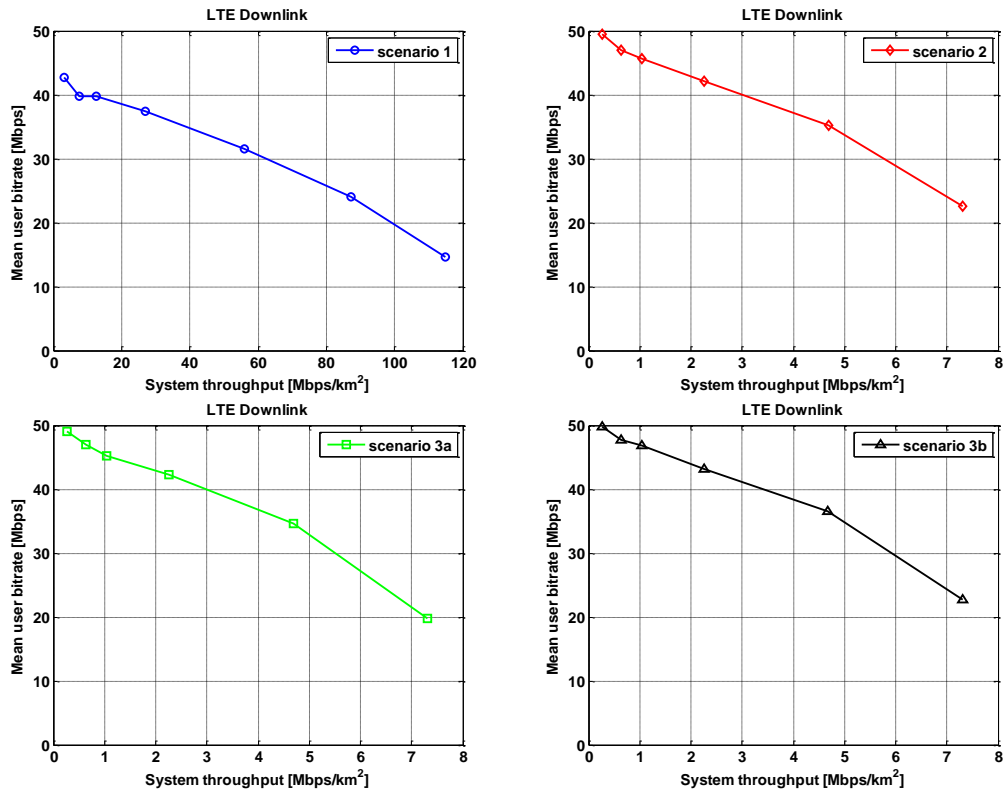 LTE Downlink
scenario 1
Mean user bitrate [Mbps]
50
40
30
20
10
0
0 20 40 60 80 100 120
System throughput [Mbps/km²]
LTE Downlink
scenario 2
Mean user bitrate [Mbps]
50
40
30
20
10
0
0 1 2 3 4 5 6 7 8
System throughput [Mbps/km²]
LTE Downlink
scenario 3a
Mean user bitrate [Mbps]
50
40
30
20
10
0
0 1 2 3 4 5 6 7 8
System throughput [Mbps/km²]
LTE Downlink
scenario 3b
Mean user bitrate [Mbps]
50
40
30
20
10
0
0 1 2 3 4 5 6 7 8
System throughput [Mbps/km²]